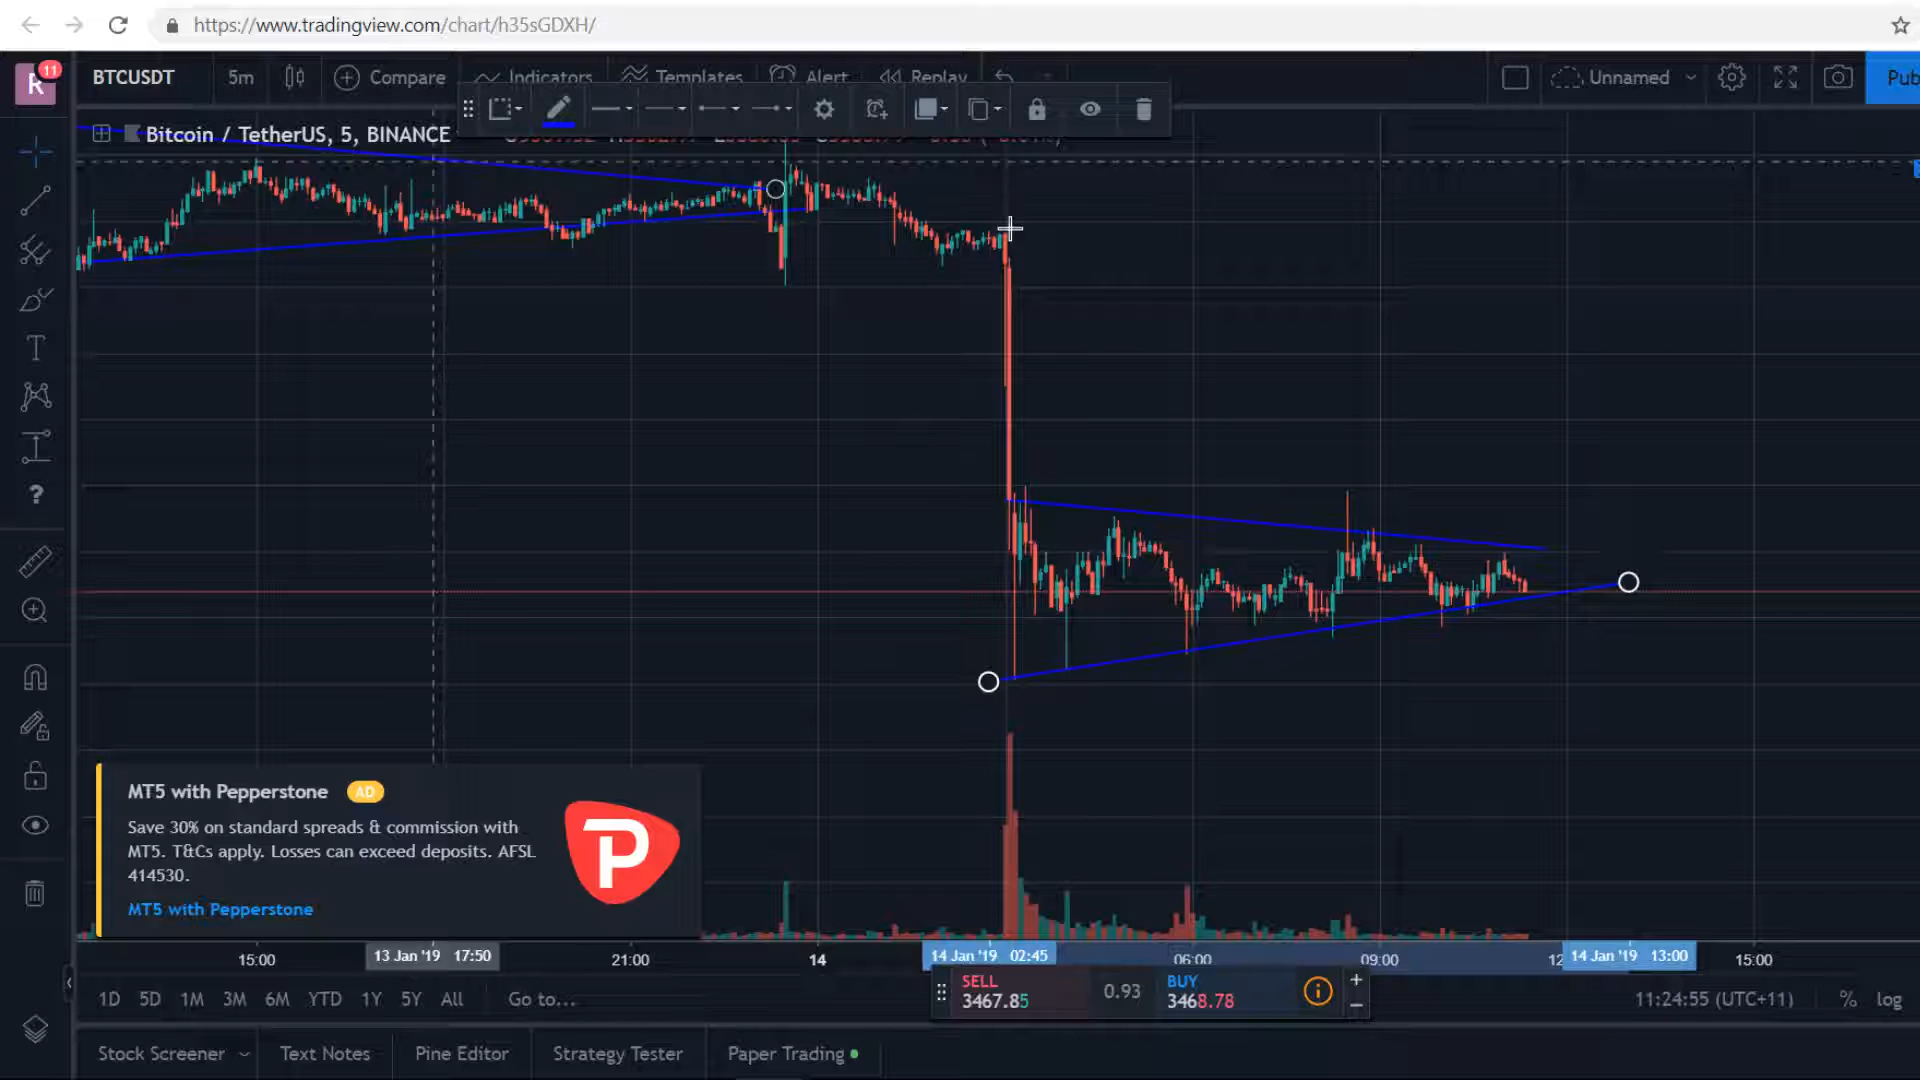 https://www.tradingview.com/chart/h35sGDXH/
R 11
BTCUSDT 5m Compare Indicators Templates Alert Replay Unnamed Pub
Bitcoin / TetherUS, 5, BINANCE
MT5 with Pepperstone AD
Save 30% on standard spreads & commission with
MT5. T&Cs apply. Losses can exceed deposits. AFSL
414530.
MT5 with Pepperstone
P
15:00 13 Jan '19 17:50 21:00 14 14 Jan '19 02:45 06:00 09:00 14 Jan '19 13:00 15:00
SELL
3467.85
0.93
BUY
3468.78
1D 5D 1M 3M 6M YTD 1Y 5Y All Go to... 11:24:55 (UTC+11) % log
Stock Screener Text Notes Pine Editor Strategy Tester Paper Trading